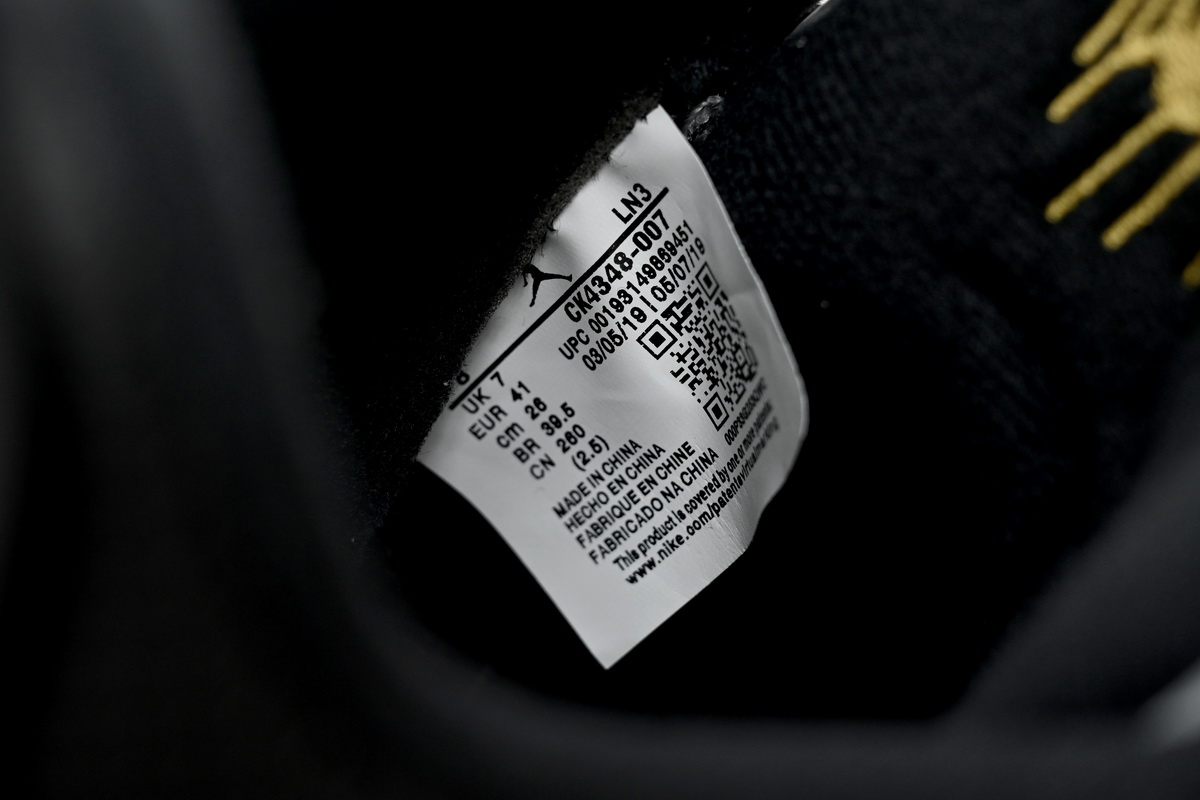 LN3
CK4348-007
UPC 00193149869451
03/05/19 | 05/07/19
UK 7
EUR 41
cm 26
BR 39.5
CN 260
(2.5)
MADE IN CHINA
HECHO EN CHINA
FABRIQUE EN CHINE
FABRICADO NA CHINA
This product is covered by one or more patents.
www.nike.com/patentsvirtualmarking